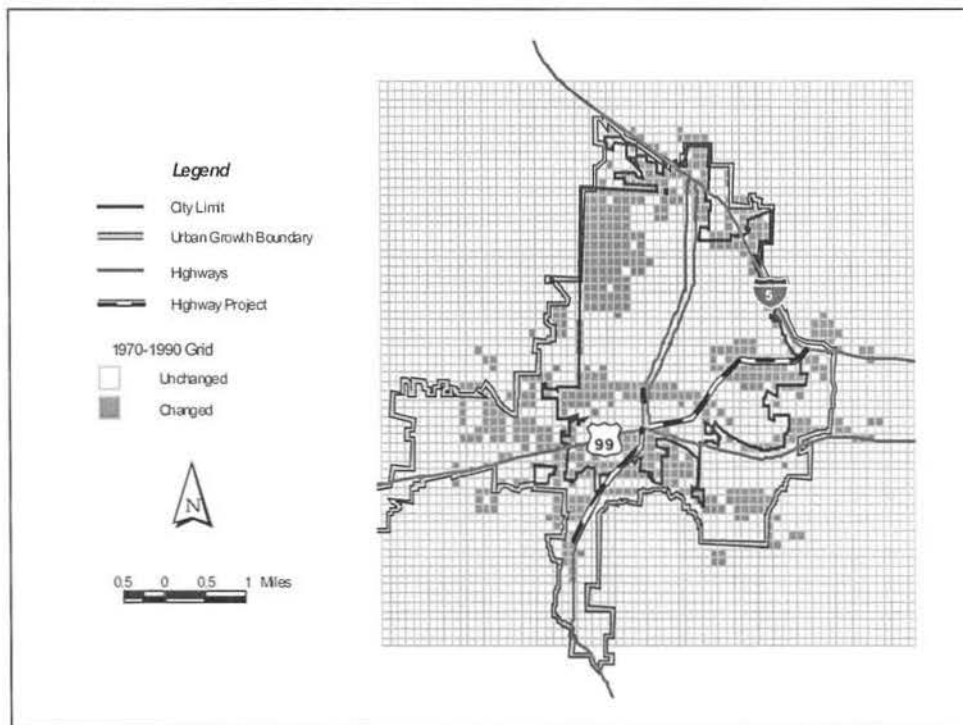 Legend
City Limit
Urban Growth Boundary
Highways
Highway Project
1970-1990 Grid
Unchanged
Changed
N
0.5 0 0.5 1 Miles
5
99